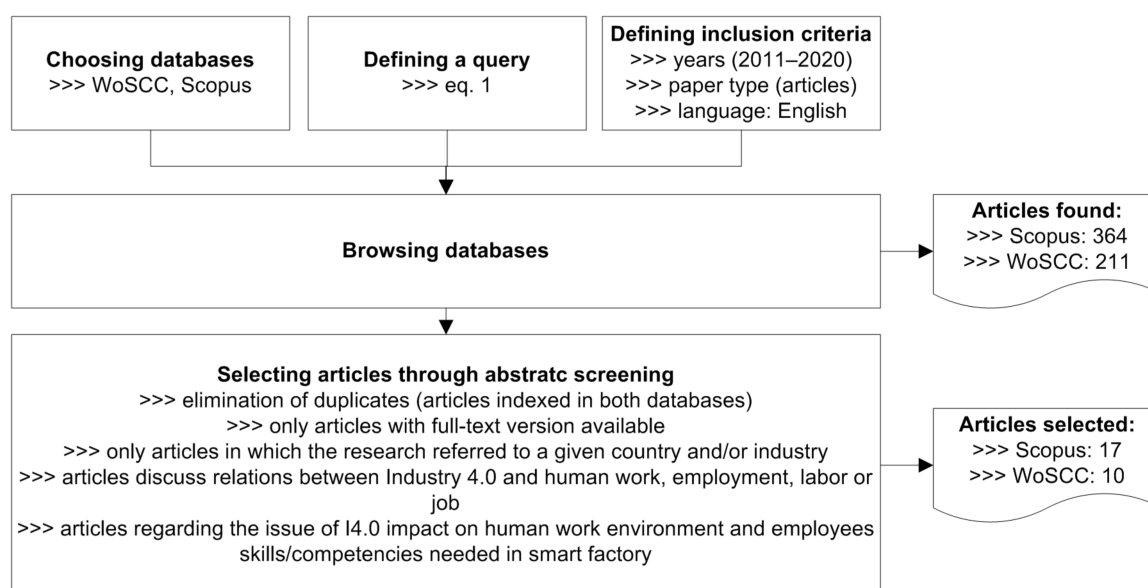 Choosing databases
>>> WoSCC, Scopus
Defining a query
>>> eq. 1
Defining inclusion criteria
>>> years (2011–2020)
>>> paper type (articles)
>>> language: English
Browsing databases
Articles found:
>>> Scopus: 364
>>> WoSCC: 211
Selecting articles through abstratc screening
>>> elimination of duplicates (articles indexed in both databases)
>>> only articles with full-text version available
>>> only articles in which the research referred to a given country and/or industry
>>> articles discuss relations between Industry 4.0 and human work, employment, labor or
job
>>> articles regarding the issue of I4.0 impact on human work environment and employees
skills/competencies needed in smart factory
Articles selected:
>>> Scopus: 17
>>> WoSCC: 10